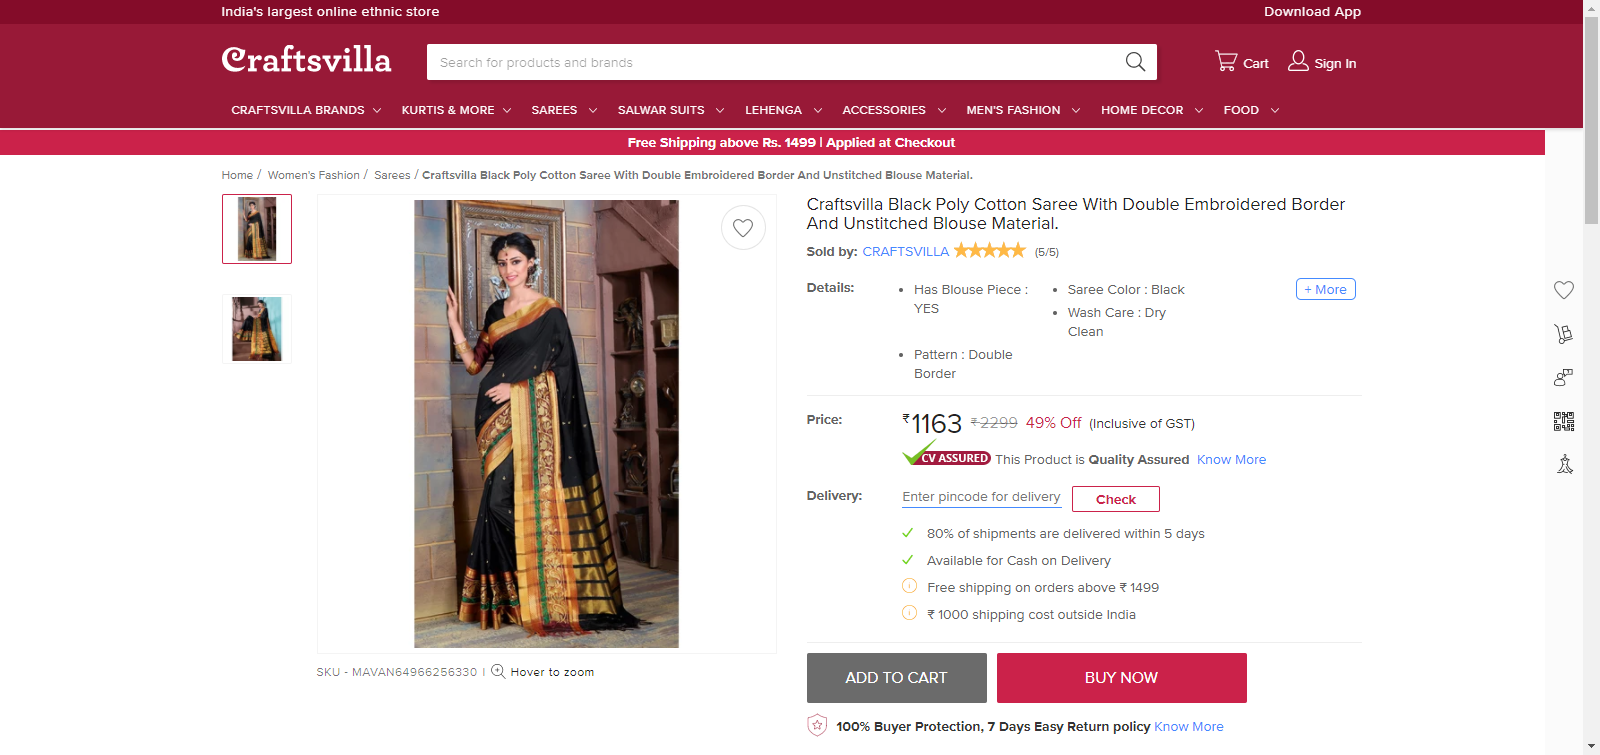 India's largest online ethnic store
Download App
Craftsvilla
Search for products and brands
Cart
Sign In
CRAFTSVILLA BRANDS
KURTIS & MORE
SAREES
SALWAR SUITS
LEHENGA
ACCESSORIES
MEN'S FASHION
HOME DECOR
FOOD
Free Shipping above Rs. 1499 | Applied at Checkout
Home / Women's Fashion / Sarees / Craftsvilla Black Poly Cotton Saree With Double Embroidered Border And Unstitched Blouse Material.
Craftsvilla Black Poly Cotton Saree With Double Embroidered Border
And Unstitched Blouse Material.
Sold by: CRAFTSVILLA (5/5)
Details:
Has Blouse Piece :
YES
Saree Color : Black
Wash Care : Dry
Clean
+ More
Pattern : Double
Border
Price:
₹1163 ₹2299 49% Off (Inclusive of GST)
CV ASSURED This Product is Quality Assured Know More
Delivery:
Enter pincode for delivery
Check
80% of shipments are delivered within 5 days
Available for Cash on Delivery
Free shipping on orders above ₹ 1499
₹ 1000 shipping cost outside India
SKU - MAVAN64966256330 | Hover to zoom
ADD TO CART
BUY NOW
100% Buyer Protection, 7 Days Easy Return policy Know More